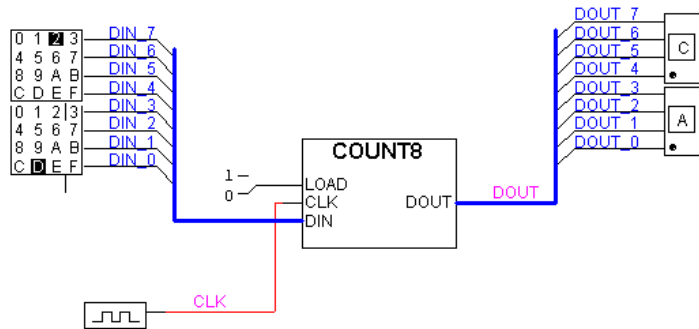 0 1 2 3
4 5 6 7
8 9 A B
C D E F
0 1 2 3
4 5 6 7
8 9 A B
C D E F
DIN_7
DIN_6
DIN_5
DIN_4
DIN_3
DIN_2
DIN_1
DIN_0
1
0
COUNT8
LOAD
CLK
DIN
DOUT
CLK
DOUT
DOUT_7
DOUT_6
DOUT_5
DOUT_4
DOUT_3
DOUT_2
DOUT_1
DOUT_0
C
A